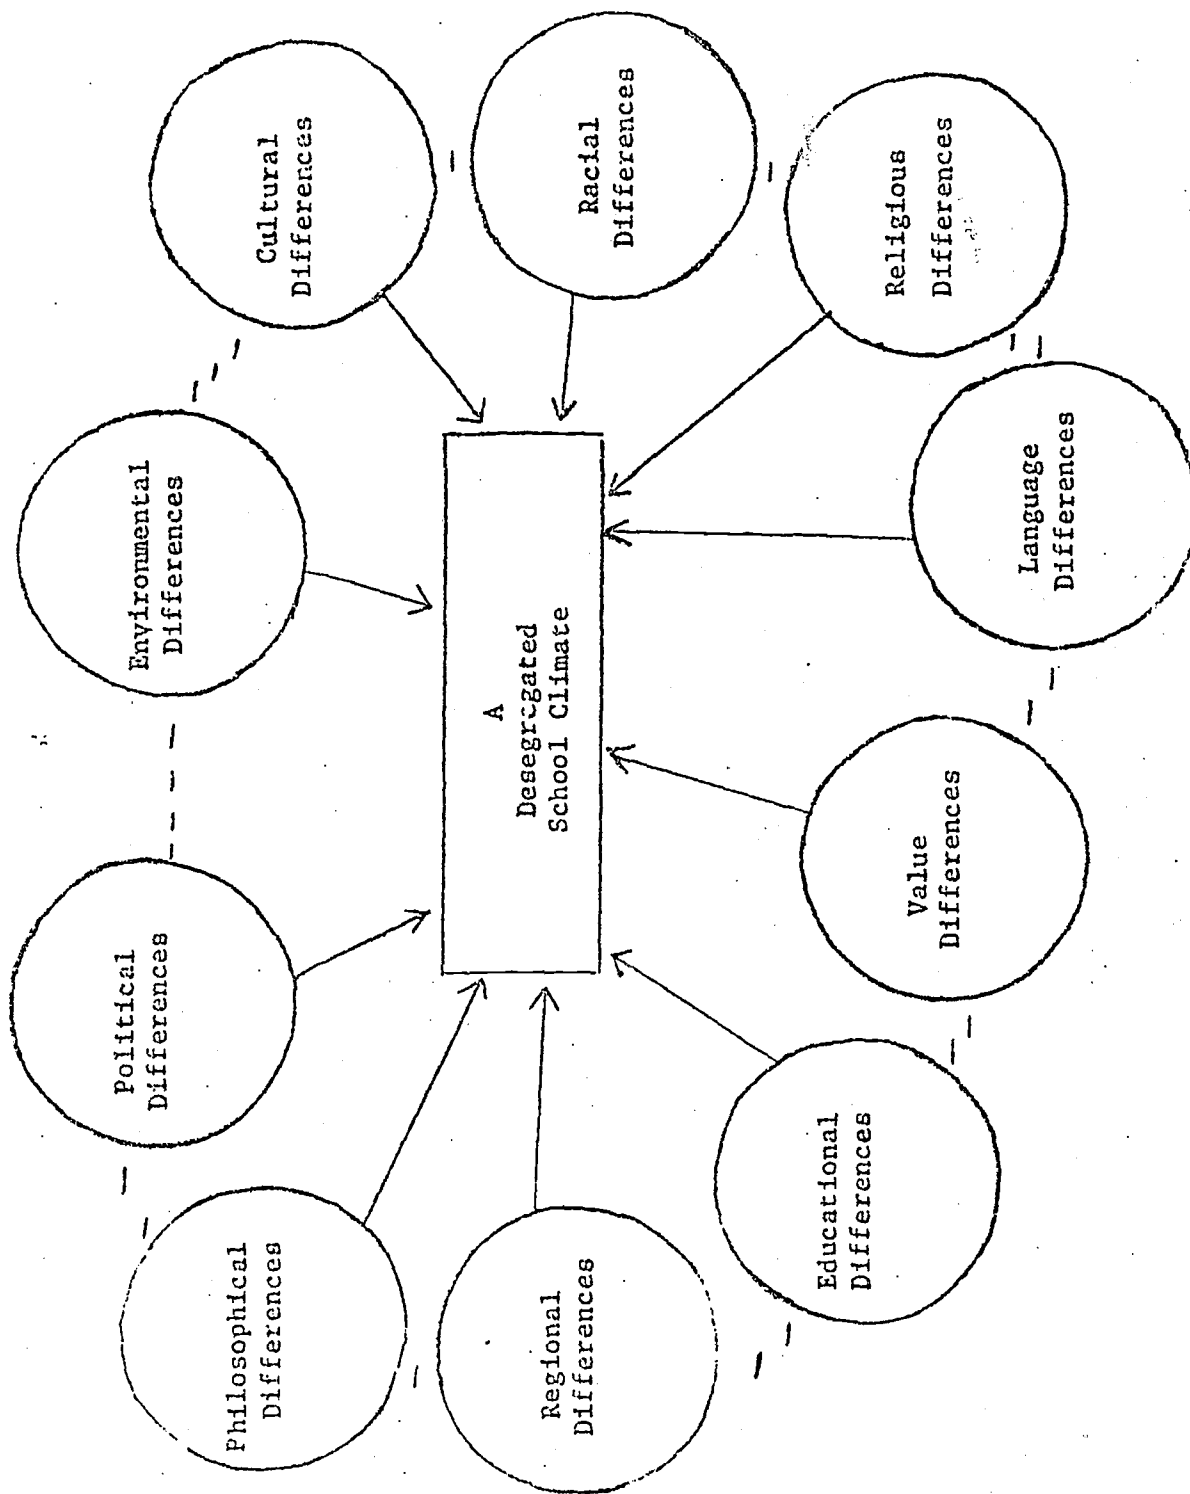 Political
Differences
Environmental
Differences
Philosophical
Differences
Cultural
Differences
A
Desegregated
School Climate
Regional
Differences
Racial
Differences
Educational
Differences
Value
Differences
Language
Differences
Religious
Differences